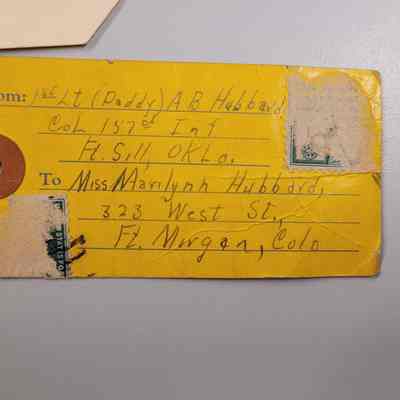 om: 1st Lt (Daddy) A B Hubbard
Co L 157th Inf
Ft. Sill, OKLo.
To Miss Marilynn Hubbard,
323 West St.,
Ft. Morgan, Colo